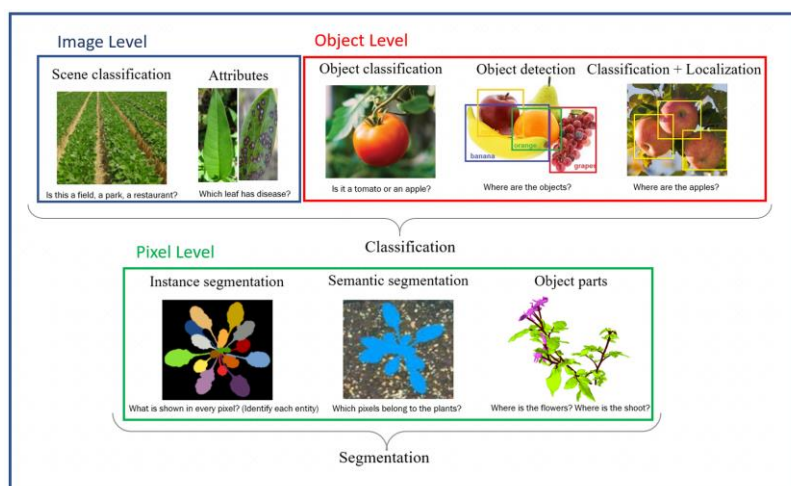 Image Level
Object Level
Scene classification
Attributes
Object classification
Object detection
Classification + Localization
orange
banana
grapes
Is this a field, a park, a restaurant?
Which leaf has disease?
Is it a tomato or an apple?
Where are the objects?
Where are the apples?
Classification
Pixel Level
Instance segmentation
Semantic segmentation
Object parts
What is shown in every pixel? (Identify each entity)
Which pixels belong to the plants?
Where is the flowers? Where is the shoot?
Segmentation